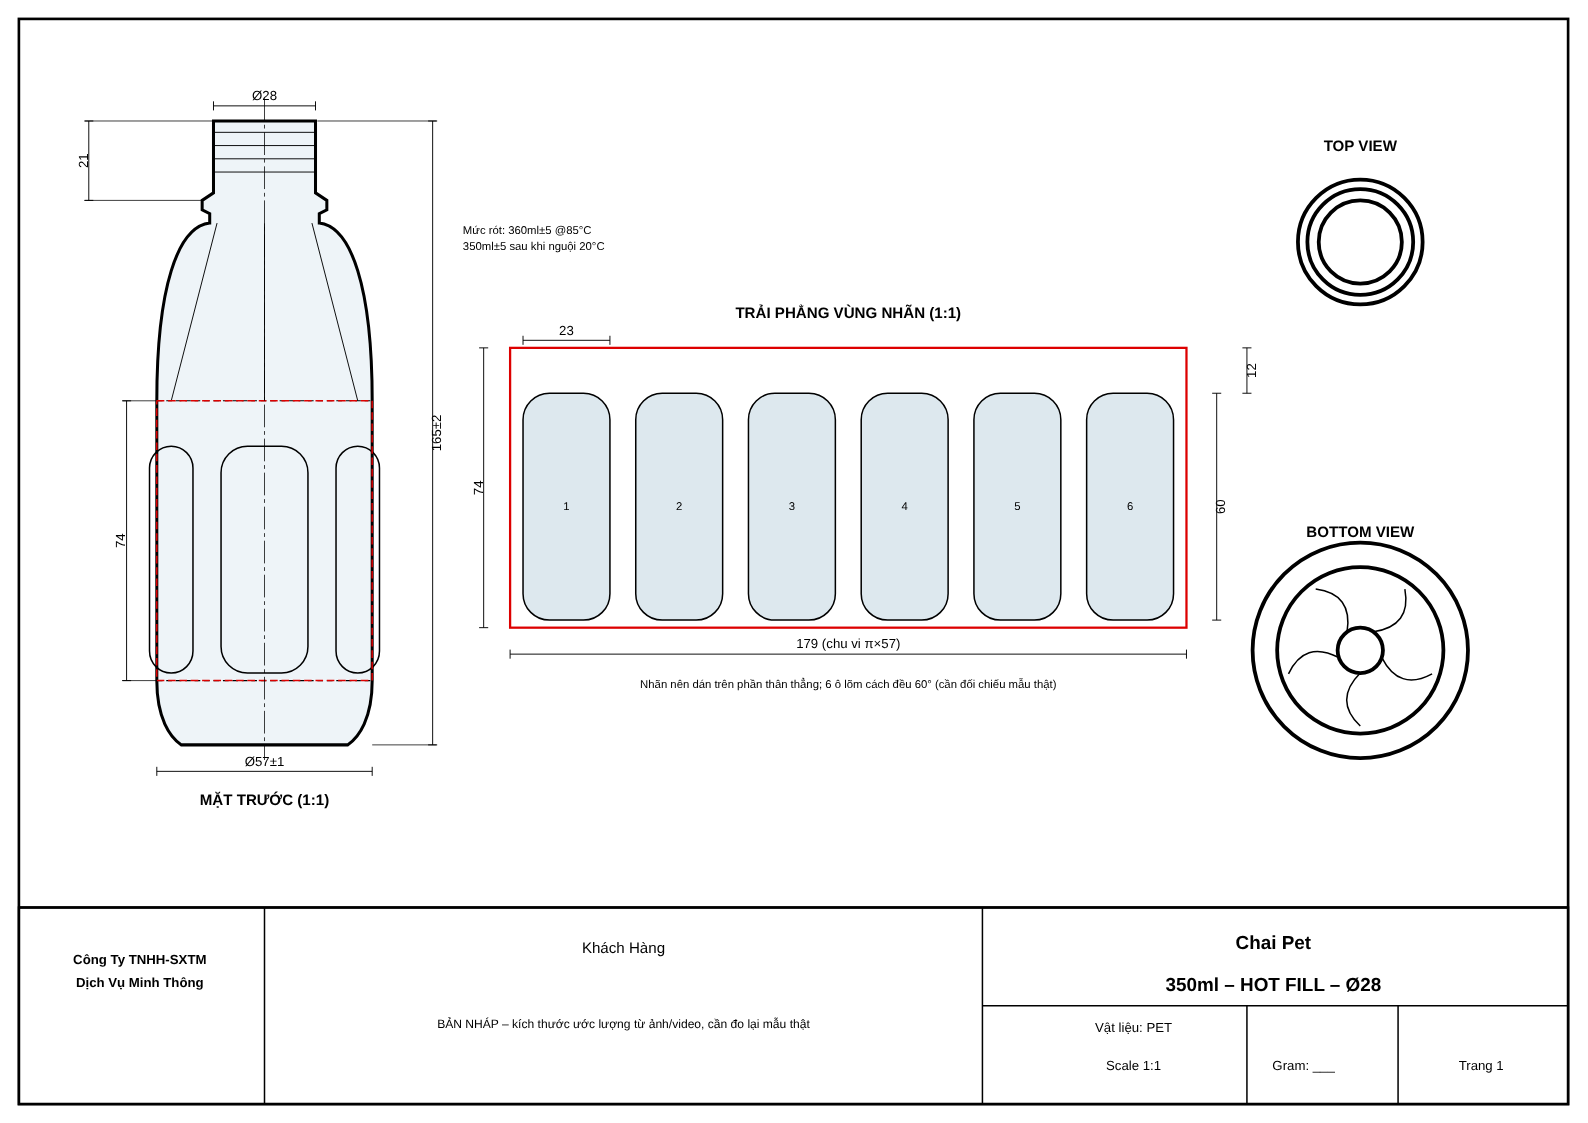 Ø28
21
165±2
74
Ø57±1
MẶT TRƯỚC (1:1)
Mức rót: 360ml±5 @85°C
350ml±5 sau khi nguội 20°C
TRẢI PHẲNG VÙNG NHÃN (1:1)
23
74
1
2
3
4
5
6
12
60
179 (chu vi π×57)
Nhãn nên dán trên phần thân thẳng; 6 ô lõm cách đều 60° (cần đối chiếu mẫu thật)
TOP VIEW
BOTTOM VIEW
Công Ty TNHH-SXTM
Dịch Vụ Minh Thông
Khách Hàng
BẢN NHÁP – kích thước ước lượng từ ảnh/video, cần đo lại mẫu thật
Chai Pet
350ml – HOT FILL – Ø28
Vật liệu: PET
Scale 1:1
Gram: ___
Trang 1